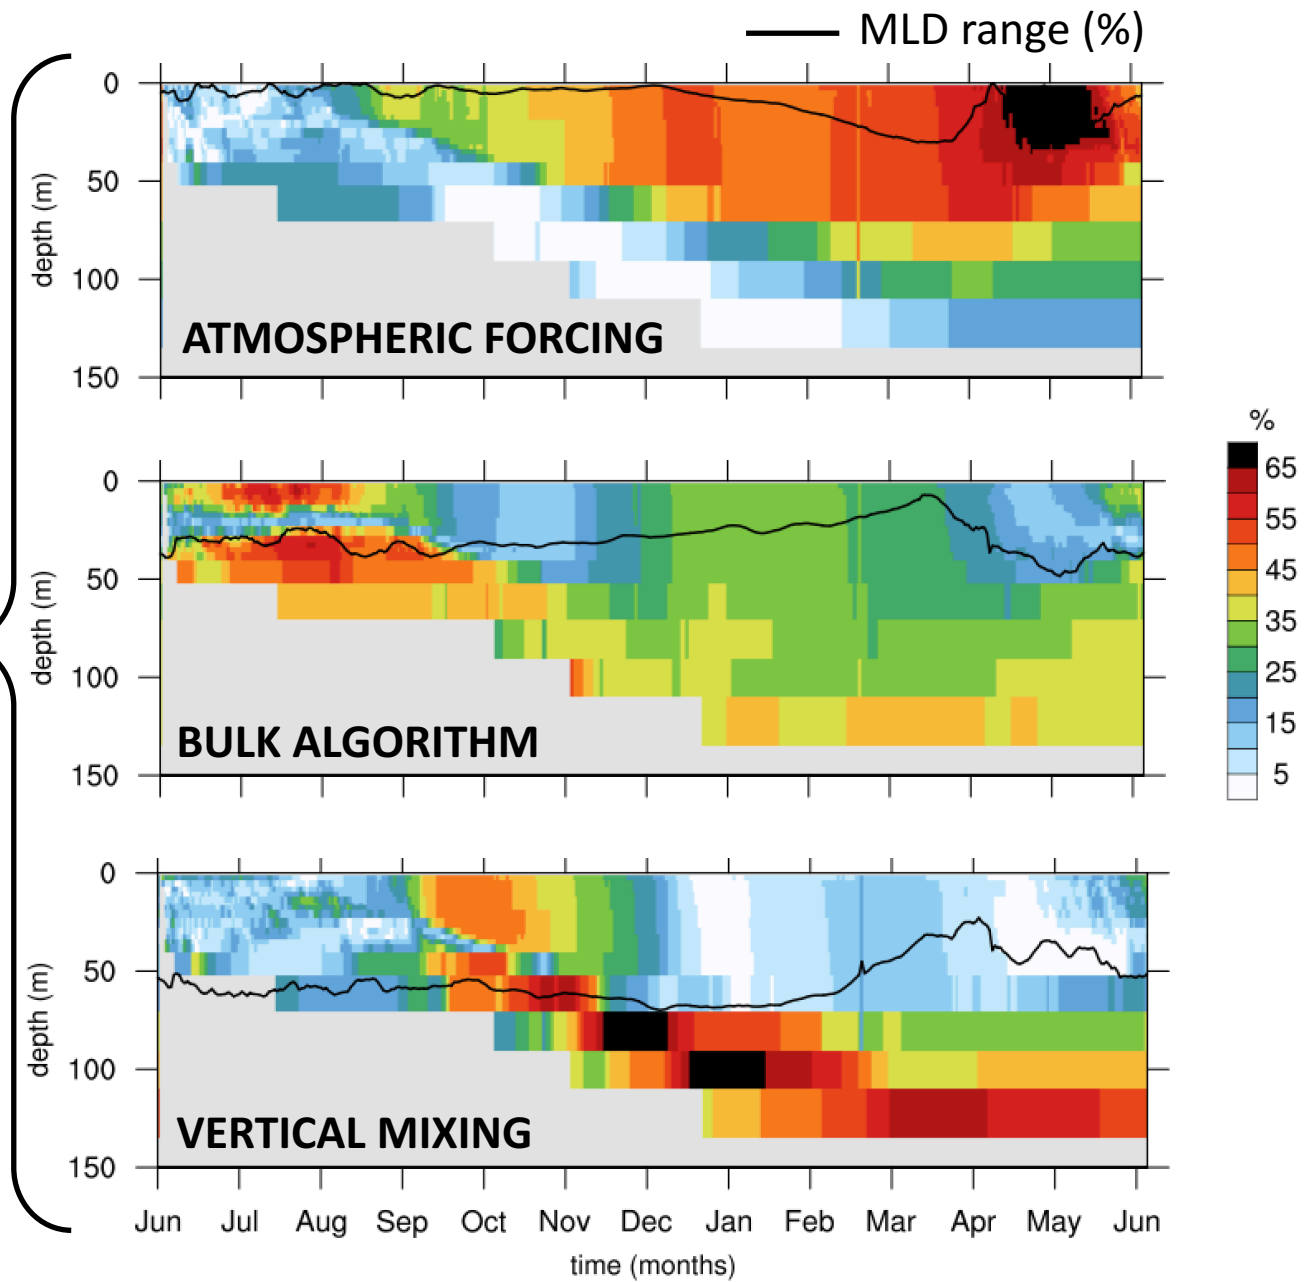 MLD range (%)
0
50
100
150
depth (m)
ATMOSPHERIC FORCING
0
50
100
150
depth (m)
BULK ALGORITHM
%
65
55
45
35
25
15
5
0
50
100
150
depth (m)
VERTICAL MIXING
Jun Jul Aug Sep Oct Nov Dec Jan Feb Mar Apr May Jun
time (months)